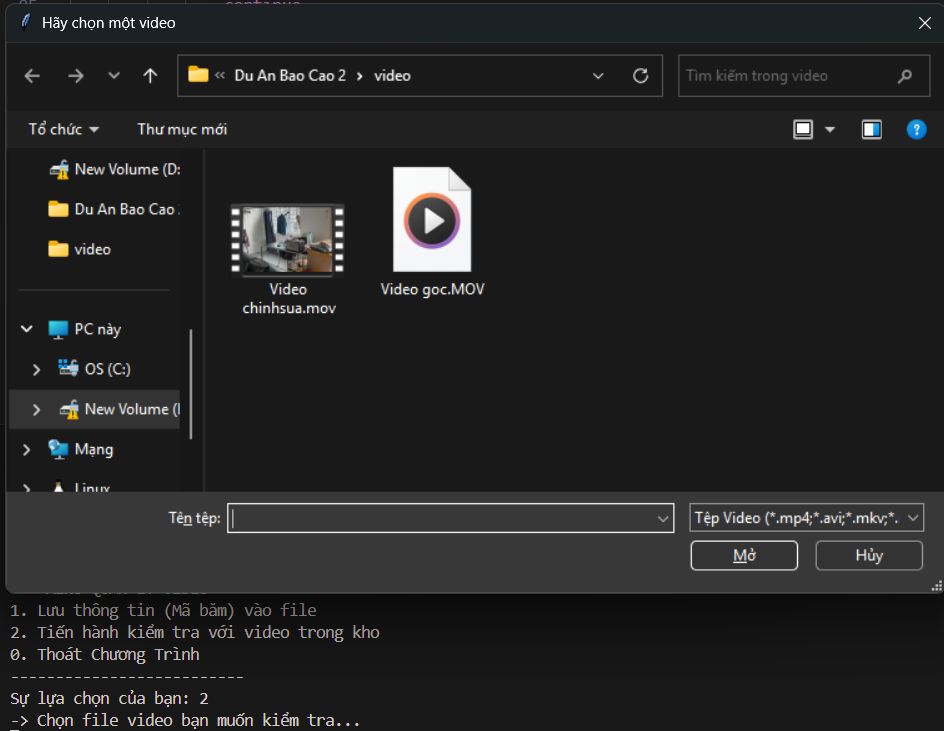 continue
Hãy chọn một video
« Du An Bao Cao 2 › video
Tìm kiếm trong video
Tổ chức
Thư mục mới
New Volume (D:
Du An Bao Cao
video
PC này
OS (C:)
New Volume (
Mạng
Linux
Video
chinhsua.mov
Video goc.MOV
Tên tệp:
Tệp Video (*.mp4;*.avi;*.mkv;*.
Mở
Hủy
1. Lưu thông tin (Mã băm) vào file
2. Tiến hành kiểm tra với video trong kho
0. Thoát Chương Trình
--------------------------
Sự lựa chọn của bạn: 2
-> Chọn file video bạn muốn kiểm tra...